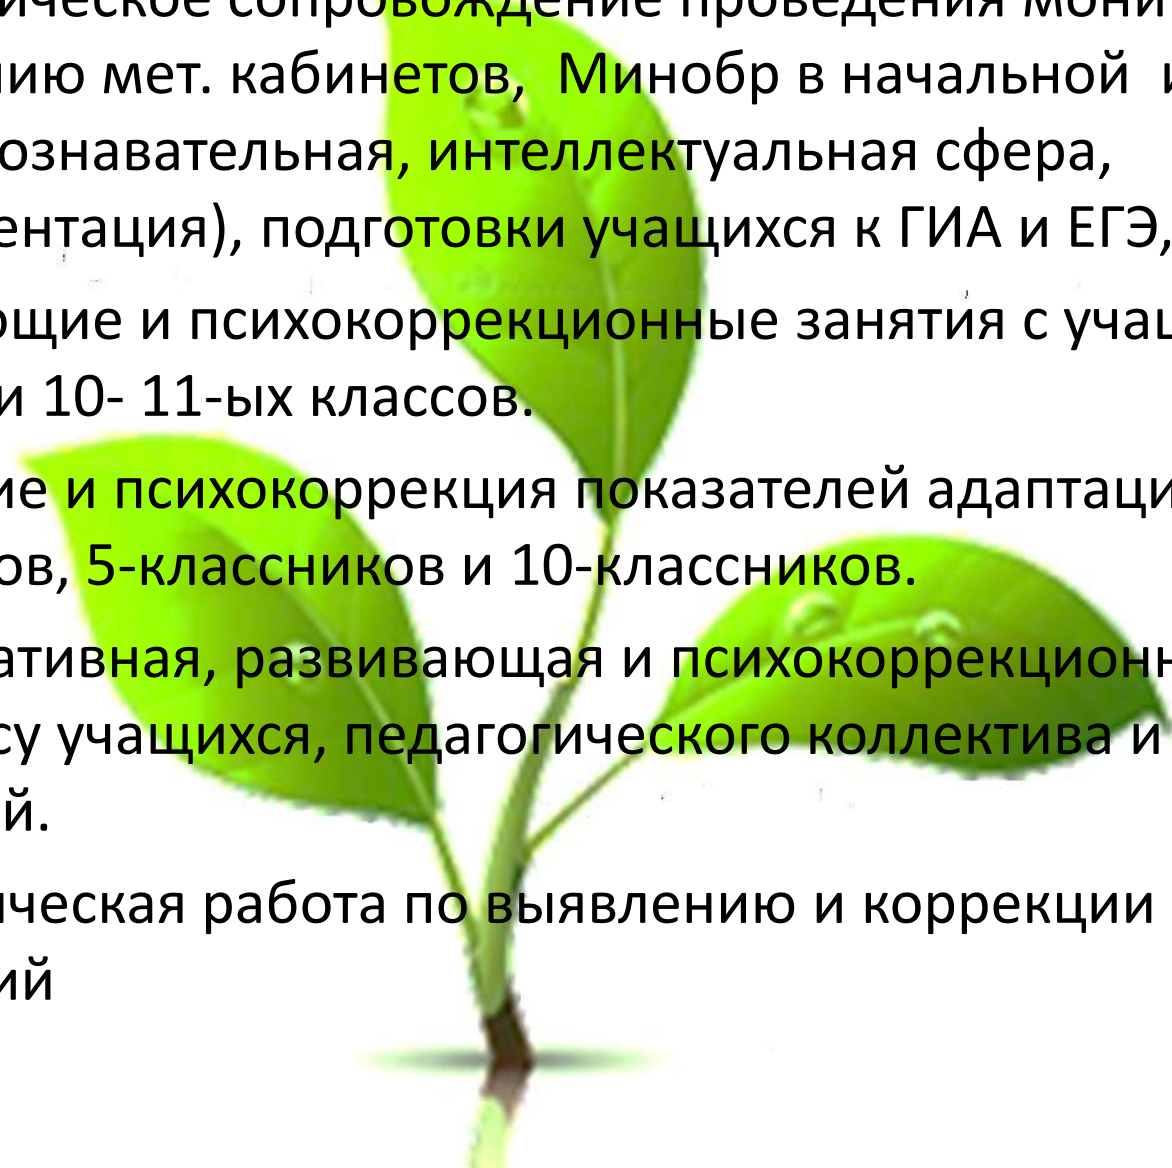 ическое сопровождение проведения мони
нию мет. кабинетов, Минобр в начальной и
ознавательная, интеллектуальная сфера,
ентация), подготовки учащихся к ГИА и ЕГЭ,
ющие и психокоррекционные занятия с учащ
и 10- 11-ых классов.
ие и психокоррекция показателей адаптаци
ов, 5-классников и 10-классников.
ативная, развивающая и психокоррекционн
су учащихся, педагогического коллектива и
й.
ическая работа по выявлению и коррекции
ий